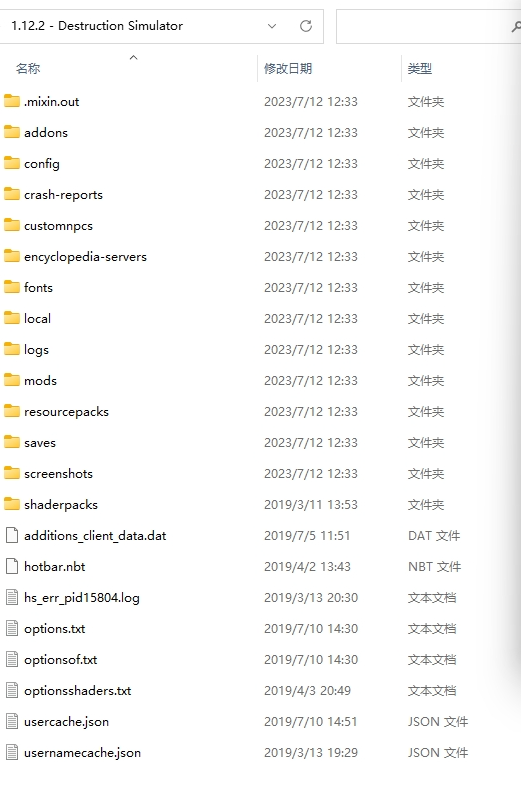 1.12.2 - Destruction Simulator
名称 修改日期 类型
.mixin.out 2023/7/12 12:33 文件夹
addons 2023/7/12 12:33 文件夹
config 2023/7/12 12:33 文件夹
crash-reports 2023/7/12 12:33 文件夹
customnpcs 2023/7/12 12:33 文件夹
encyclopedia-servers 2023/7/12 12:33 文件夹
fonts 2023/7/12 12:33 文件夹
local 2023/7/12 12:33 文件夹
logs 2023/7/12 12:33 文件夹
mods 2023/7/12 12:33 文件夹
resourcepacks 2023/7/12 12:33 文件夹
saves 2023/7/12 12:33 文件夹
screenshots 2023/7/12 12:33 文件夹
shaderpacks 2019/3/11 13:53 文件夹
additions_client_data.dat 2019/7/5 11:51 DAT 文件
hotbar.nbt 2019/4/2 13:43 NBT 文件
hs_err_pid15804.log 2019/3/13 20:30 文本文档
options.txt 2019/7/10 14:30 文本文档
optionsof.txt 2019/7/10 14:30 文本文档
optionsshaders.txt 2019/4/3 20:49 文本文档
usercache.json 2019/7/10 14:51 JSON 文件
usernamecache.json 2019/3/13 19:29 JSON 文件